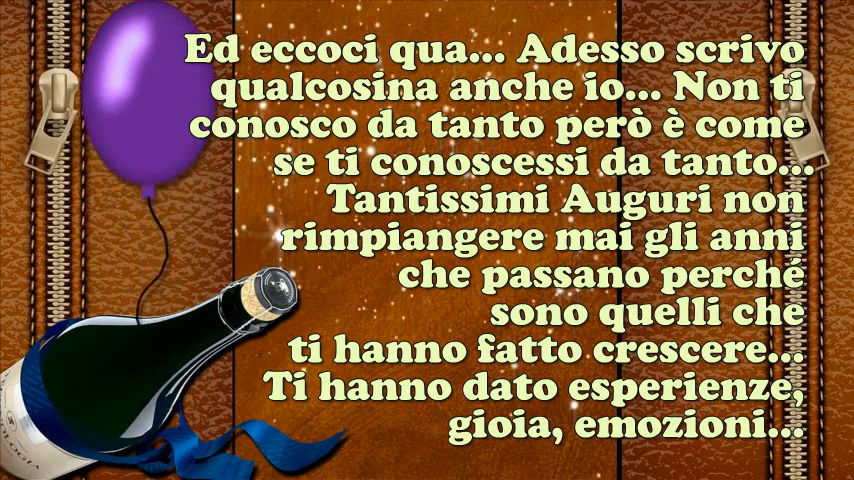 Ed eccoci qua... Adesso scrivo
qualcosina anche io... Non ti
conosco da tanto però è come
se ti conoscessi da tanto...
Tantissimi Auguri non
rimpiangere mai gli anni
che passano perché
sono quelli che
ti hanno fatto crescere...
Ti hanno dato esperienze,
gioia, emozioni...